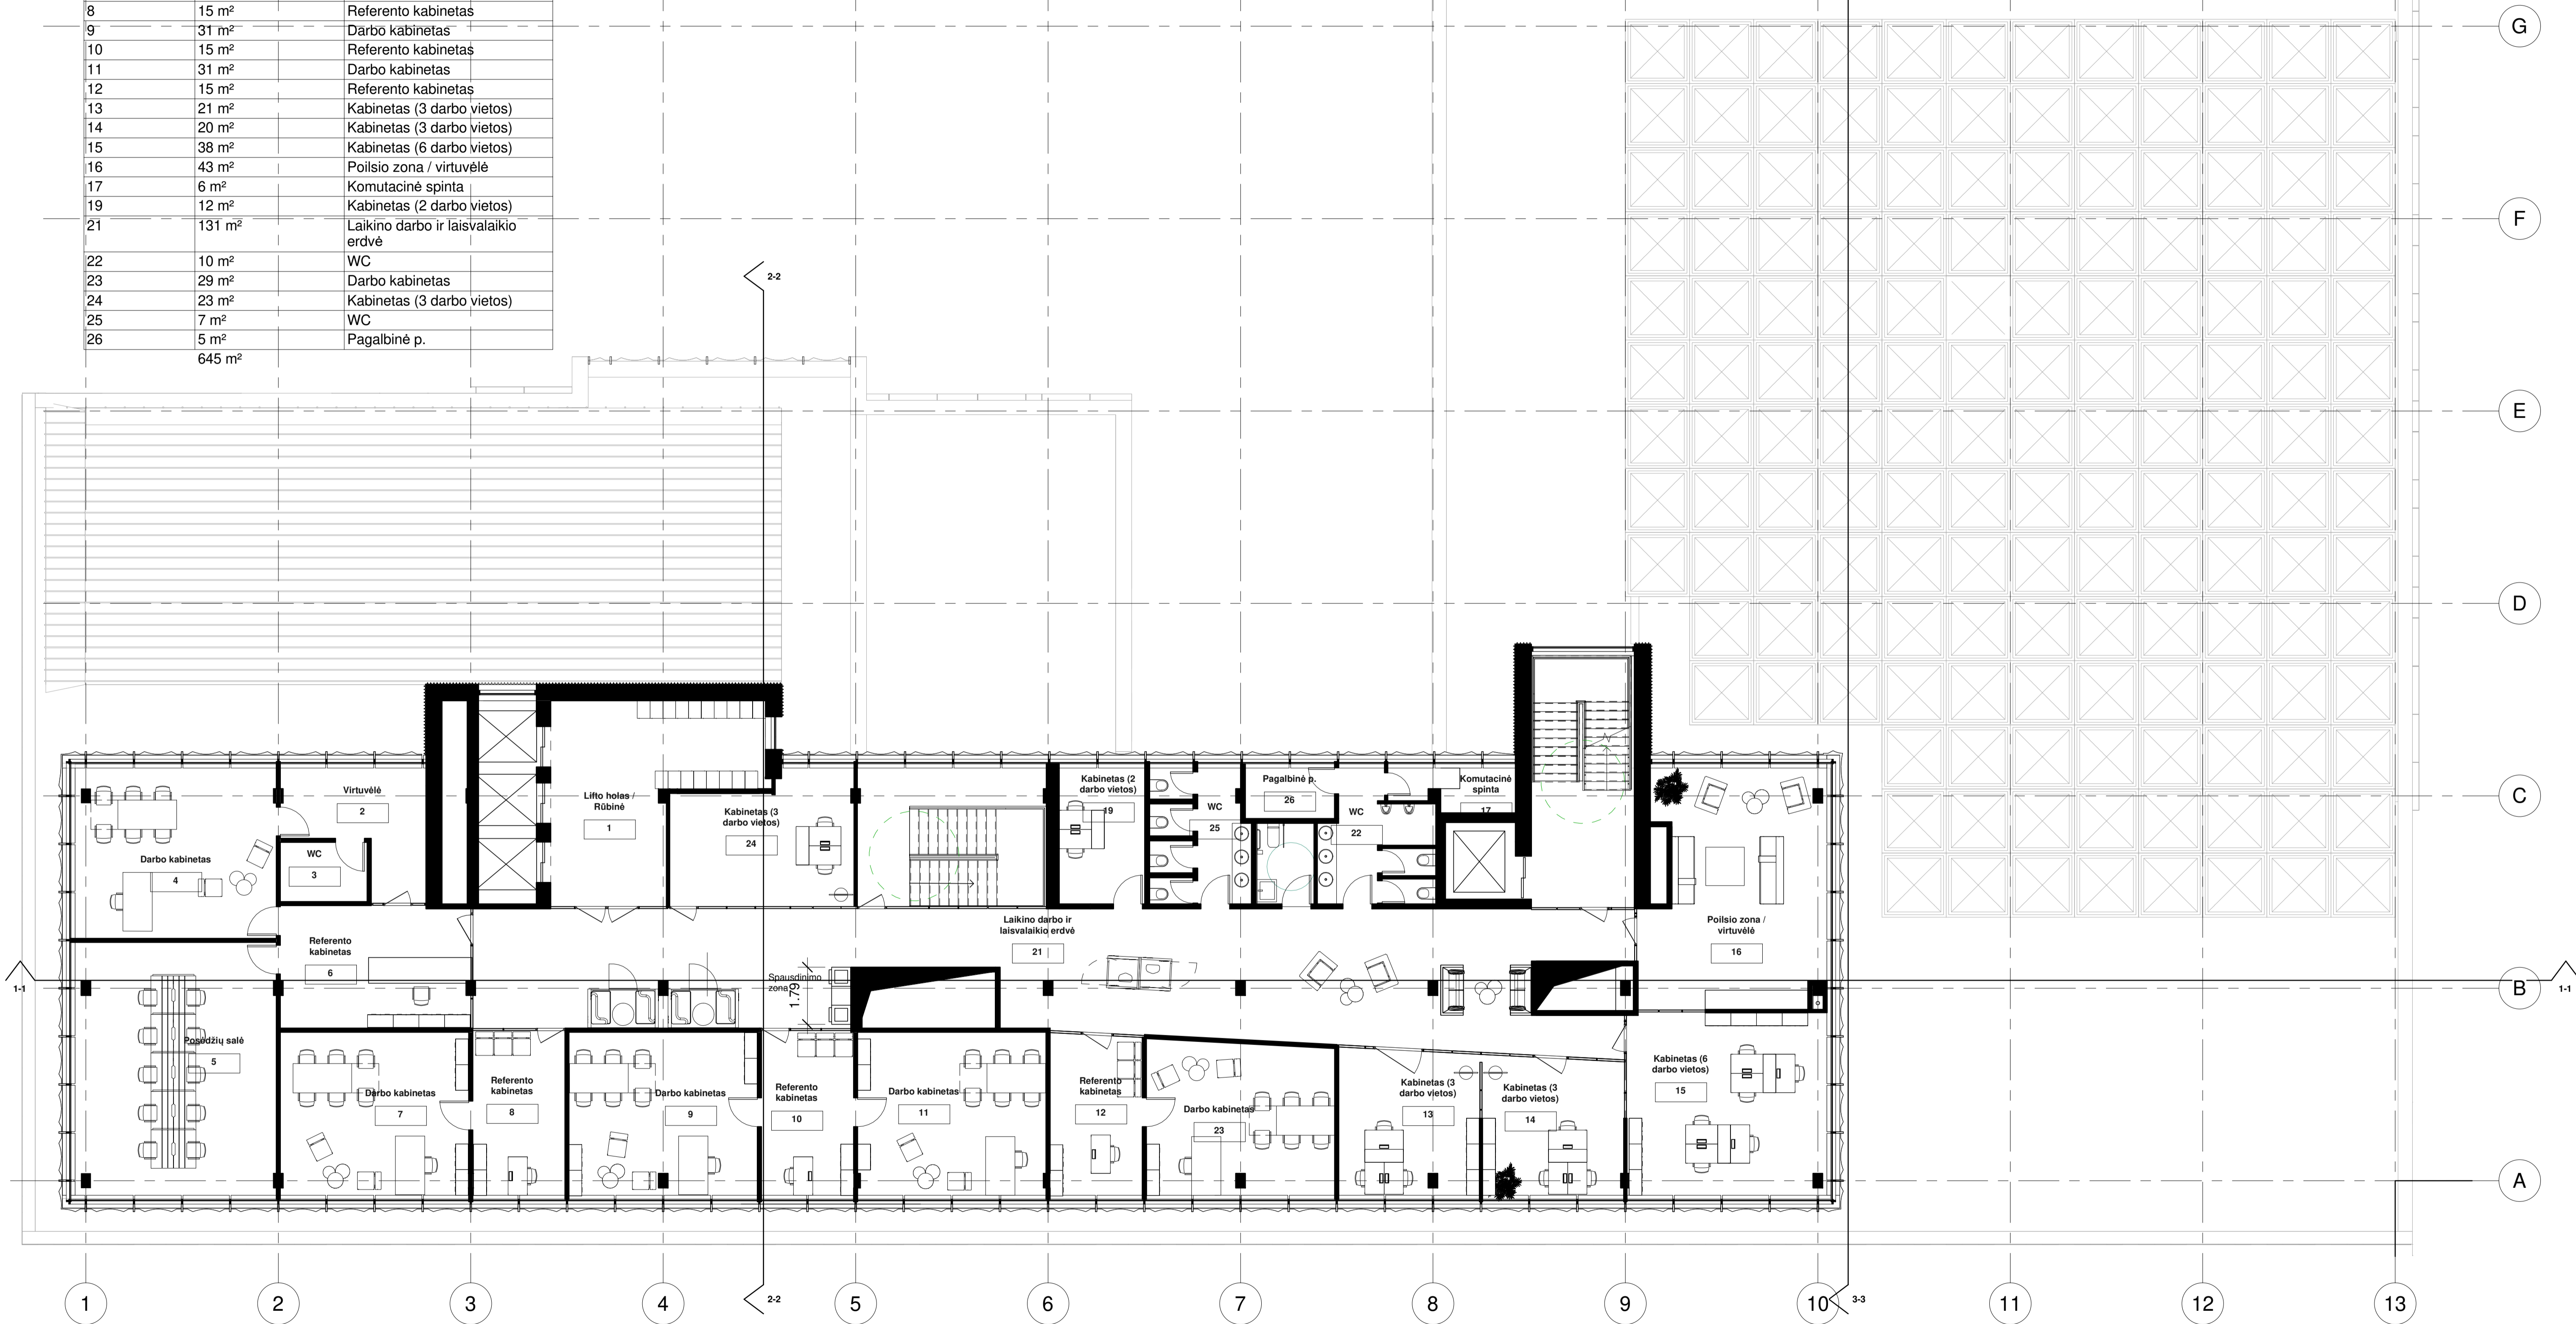 8 15 m² Referento kabinetas
9 31 m² Darbo kabinetas
10 15 m² Referento kabinetas
11 31 m² Darbo kabinetas
12 15 m² Referento kabinetas
13 21 m² Kabinetas (3 darbo vietos)
14 20 m² Kabinetas (3 darbo vietos)
15 38 m² Kabinetas (6 darbo vietos)
16 43 m² Poilsio zona / virtuvėlė
17 6 m² Komutacinė spinta
19 12 m² Kabinetas (2 darbo vietos)
21 131 m² Laikino darbo ir laisvalaikio
erdvė
22 10 m² WC
23 29 m² Darbo kabinetas
24 23 m² Kabinetas (3 darbo vietos)
25 7 m² WC
26 5 m² Pagalbinė p.
645 m²
G
F
2-2
E
D
C
B
A
Virtuvėlė
2
WC
3
Darbo kabinetas
4
Lifto holas /
Rūbinė
1
Kabinetas (3
darbo vietos)
24
Kabinetas (2
darbo vietos)
19
WC
25
Pagalbinė p.
26
WC
22
Komutacinė
spinta
17
Referento
kabinetas
6
Laikino darbo ir
laisvalaikio erdvė
21
Poilsio zona /
virtuvėlė
16
1-1
Spausdinimo
zona
1.79
1-1
Posėdžių salė
5
Darbo kabinetas
7
Referento
kabinetas
8
Darbo kabinetas
9
Referento
kabinetas
10
Darbo kabinetas
11
Referento
kabinetas
12
Darbo kabinetas
23
Kabinetas (3
darbo vietos)
13
Kabinetas (3
darbo vietos)
14
Kabinetas (6
darbo vietos)
15
1 2 3 4 2-2 5 6 7 8 9 10 3-3 11 12 13